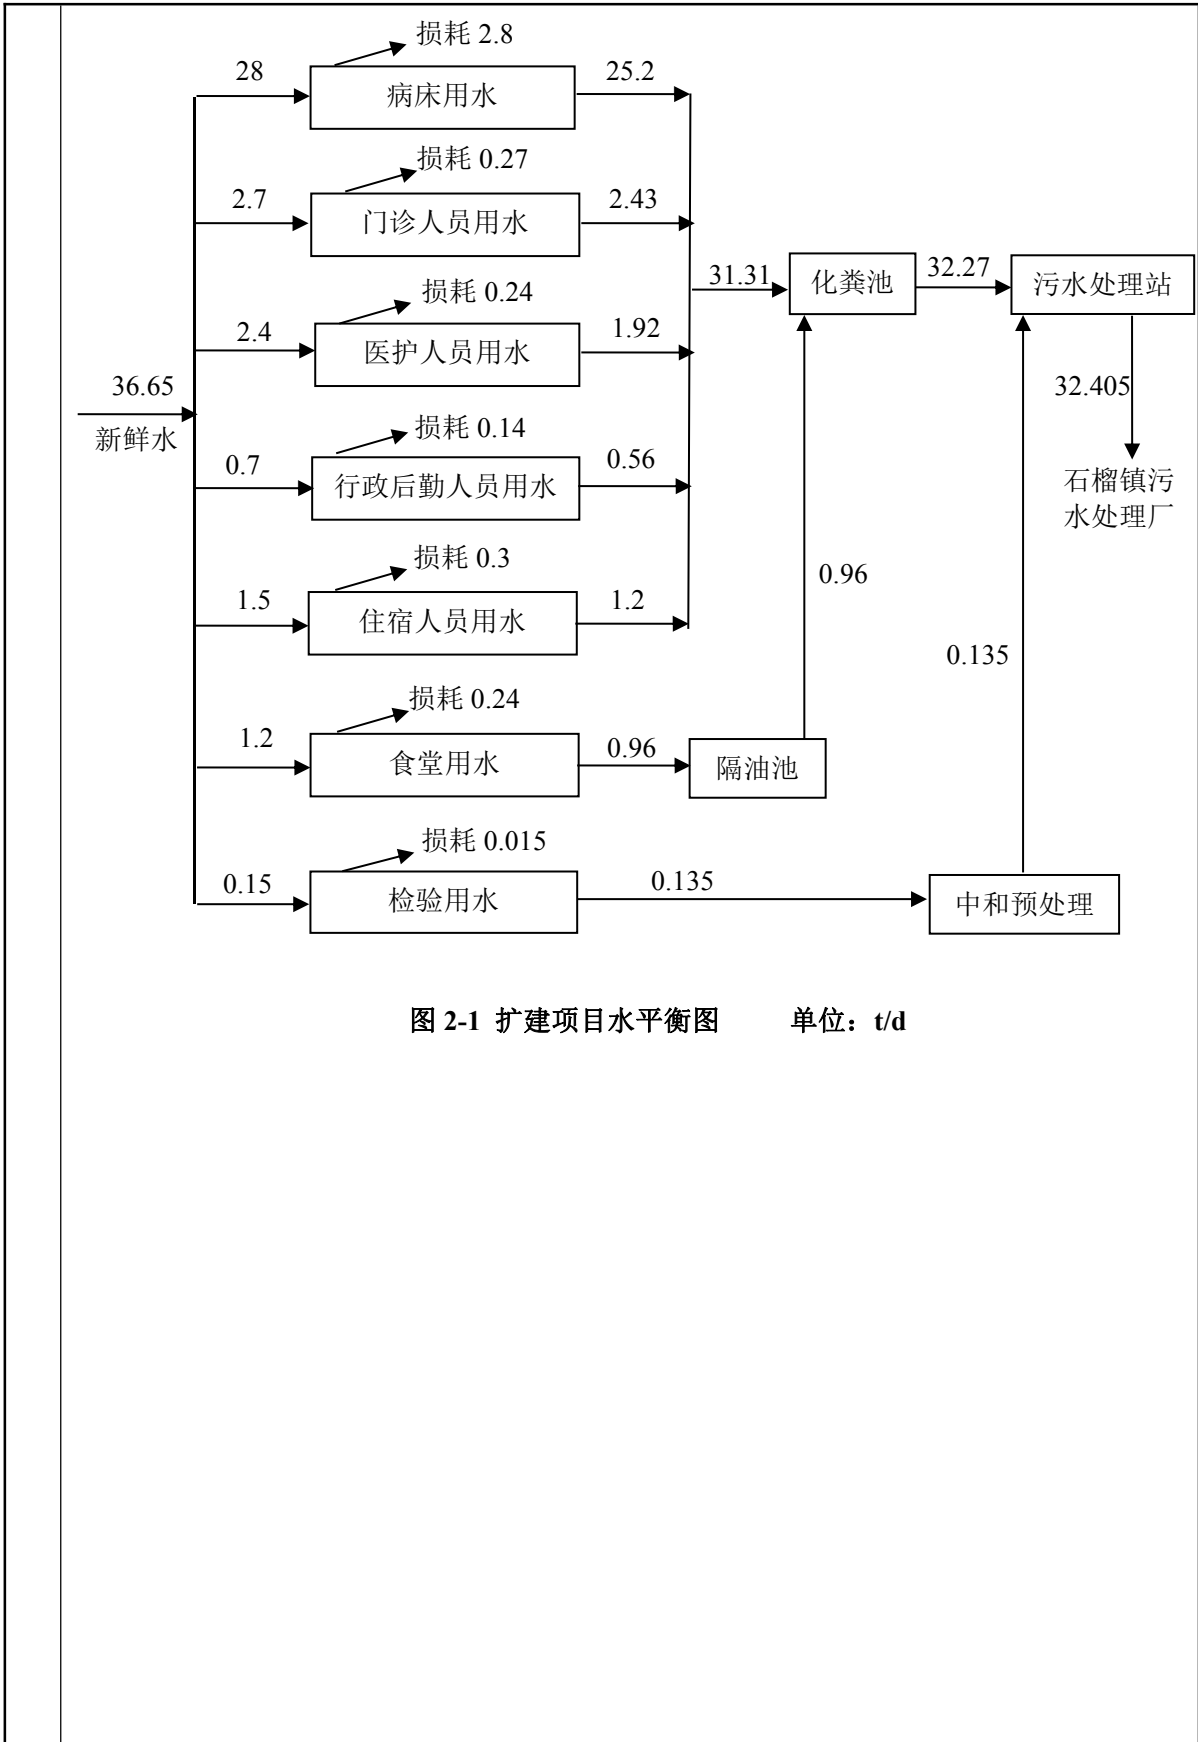 损耗 2.8
28
病床用水
25.2
损耗 0.27
2.7
门诊人员用水
2.43
31.31
化粪池
32.27
污水处理站
损耗 0.24
2.4
医护人员用水
1.92
36.65
新鲜水
32.405
石榴镇污
水处理厂
损耗 0.14
0.7
行政后勤人员用水
0.56
损耗 0.3
1.5
住宿人员用水
1.2
0.96
0.135
损耗 0.24
1.2
食堂用水
0.96
隔油池
损耗 0.015
0.15
检验用水
0.135
中和预处理
图 2-1 扩建项目水平衡图 单位：t/d